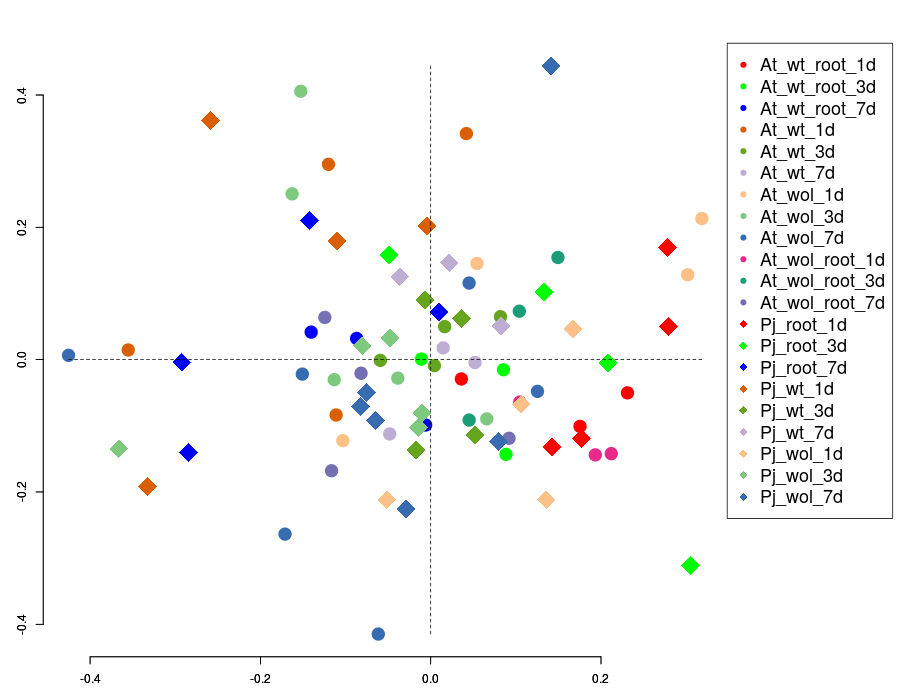 At_wt_root_1d
At_wt_root_3d
At_wt_root_7d
At_wt_1d
At_wt_3d
At_wt_7d
At_wol_1d
At_wol_3d
At_wol_7d
At_wol_root_1d
At_wol_root_3d
At_wol_root_7d
Pj_root_1d
Pj_root_3d
Pj_root_7d
Pj_wt_1d
Pj_wt_3d
Pj_wt_7d
Pj_wol_1d
Pj_wol_3d
Pj_wol_7d
0.4
0.2
0.0
-0.2
-0.4
-0.4 -0.2 0.0 0.2